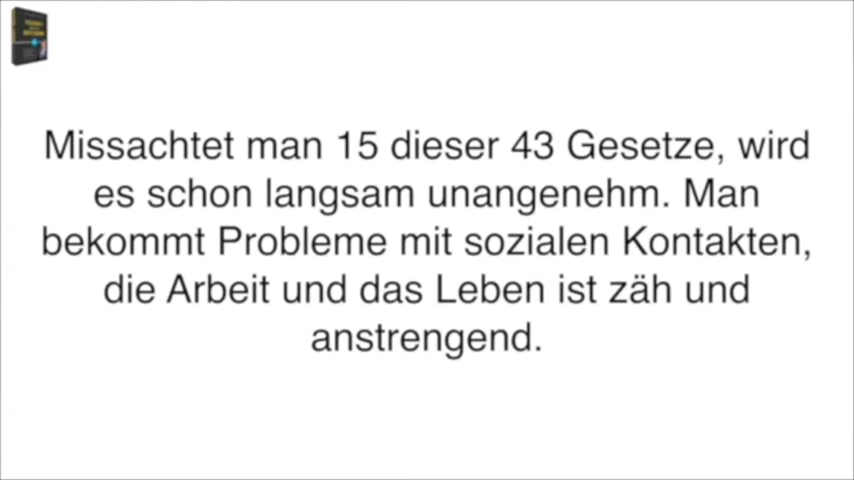 Missachtet man 15 dieser 43 Gesetze, wird
es schon langsam unangenehm. Man
bekommt Probleme mit sozialen Kontakten,
die Arbeit und das Leben ist zäh und
anstrengend.